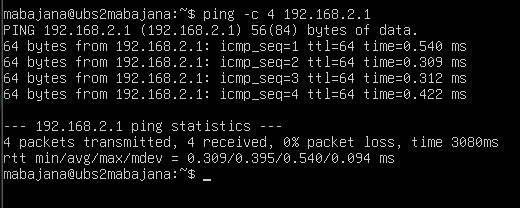 mabajana@ubs2mabajana:~$ ping -c 4 192.168.2.1
PING 192.168.2.1 (192.168.2.1) 56(84) bytes of data.
64 bytes from 192.168.2.1: icmp_seq=1 ttl=64 time=0.540 ms
64 bytes from 192.168.2.1: icmp_seq=2 ttl=64 time=0.309 ms
64 bytes from 192.168.2.1: icmp_seq=3 ttl=64 time=0.312 ms
64 bytes from 192.168.2.1: icmp_seq=4 ttl=64 time=0.422 ms
--- 192.168.2.1 ping statistics ---
4 packets transmitted, 4 received, 0% packet loss, time 3080ms
rtt min/avg/max/mdev = 0.309/0.395/0.540/0.094 ms
mabajana@ubs2mabajana:~$ _